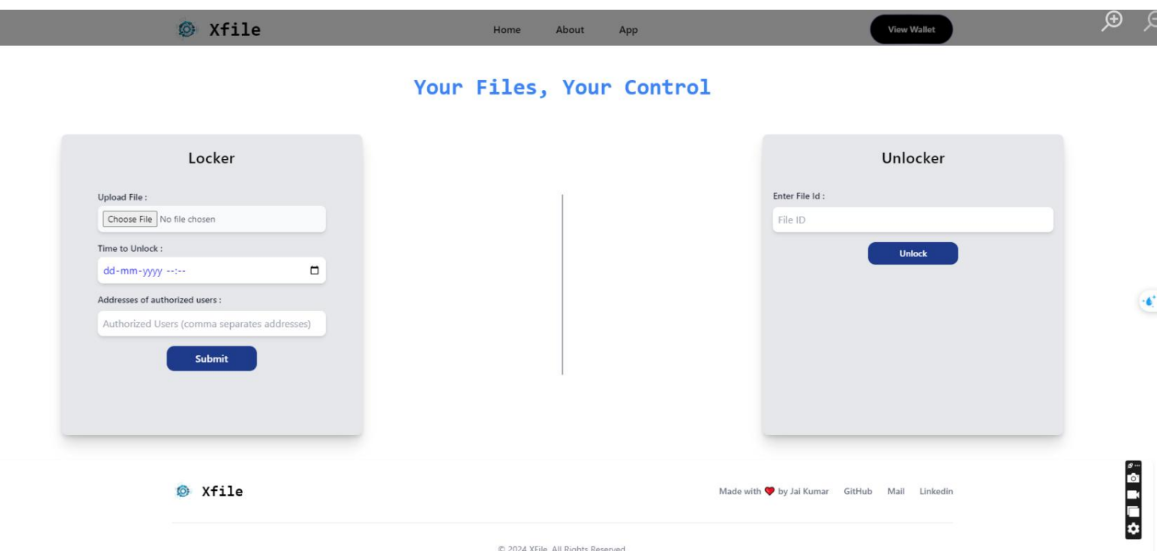 Xfile
Home About App
View Wallet
Your Files, Your Control
Locker
Upload File :
Choose File No file chosen
Time to Unlock :
dd-mm-yyyy --:--
Addresses of authorized users :
Authorized Users (comma separates addresses)
Submit
Unlocker
Enter File Id :
File ID
Unlock
Xfile
Made with ❤ by Jai Kumar GitHub Mail Linkedin
© 2024 XFile. All Rights Reserved.